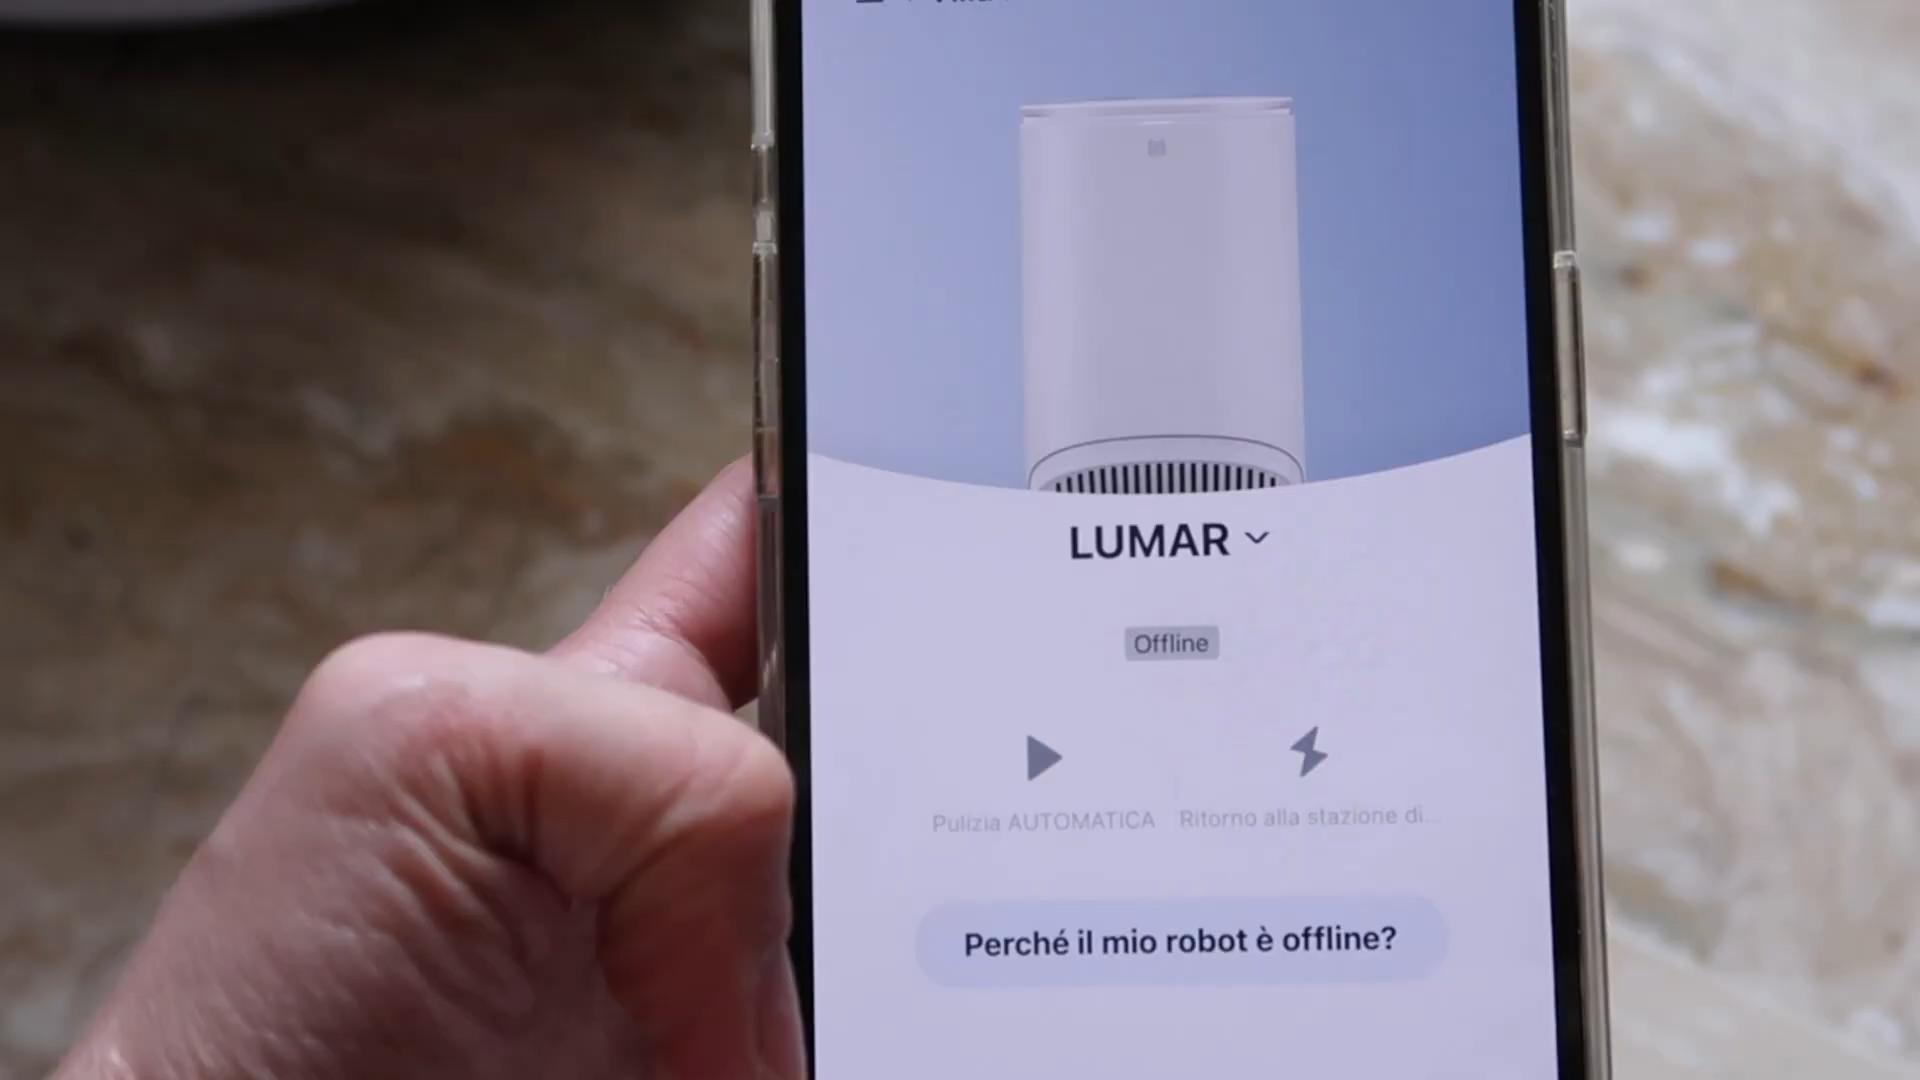 LUMAR
Offline
Pulizia AUTOMATICA
Ritorno alla stazione di...
Perché il mio robot è offline?